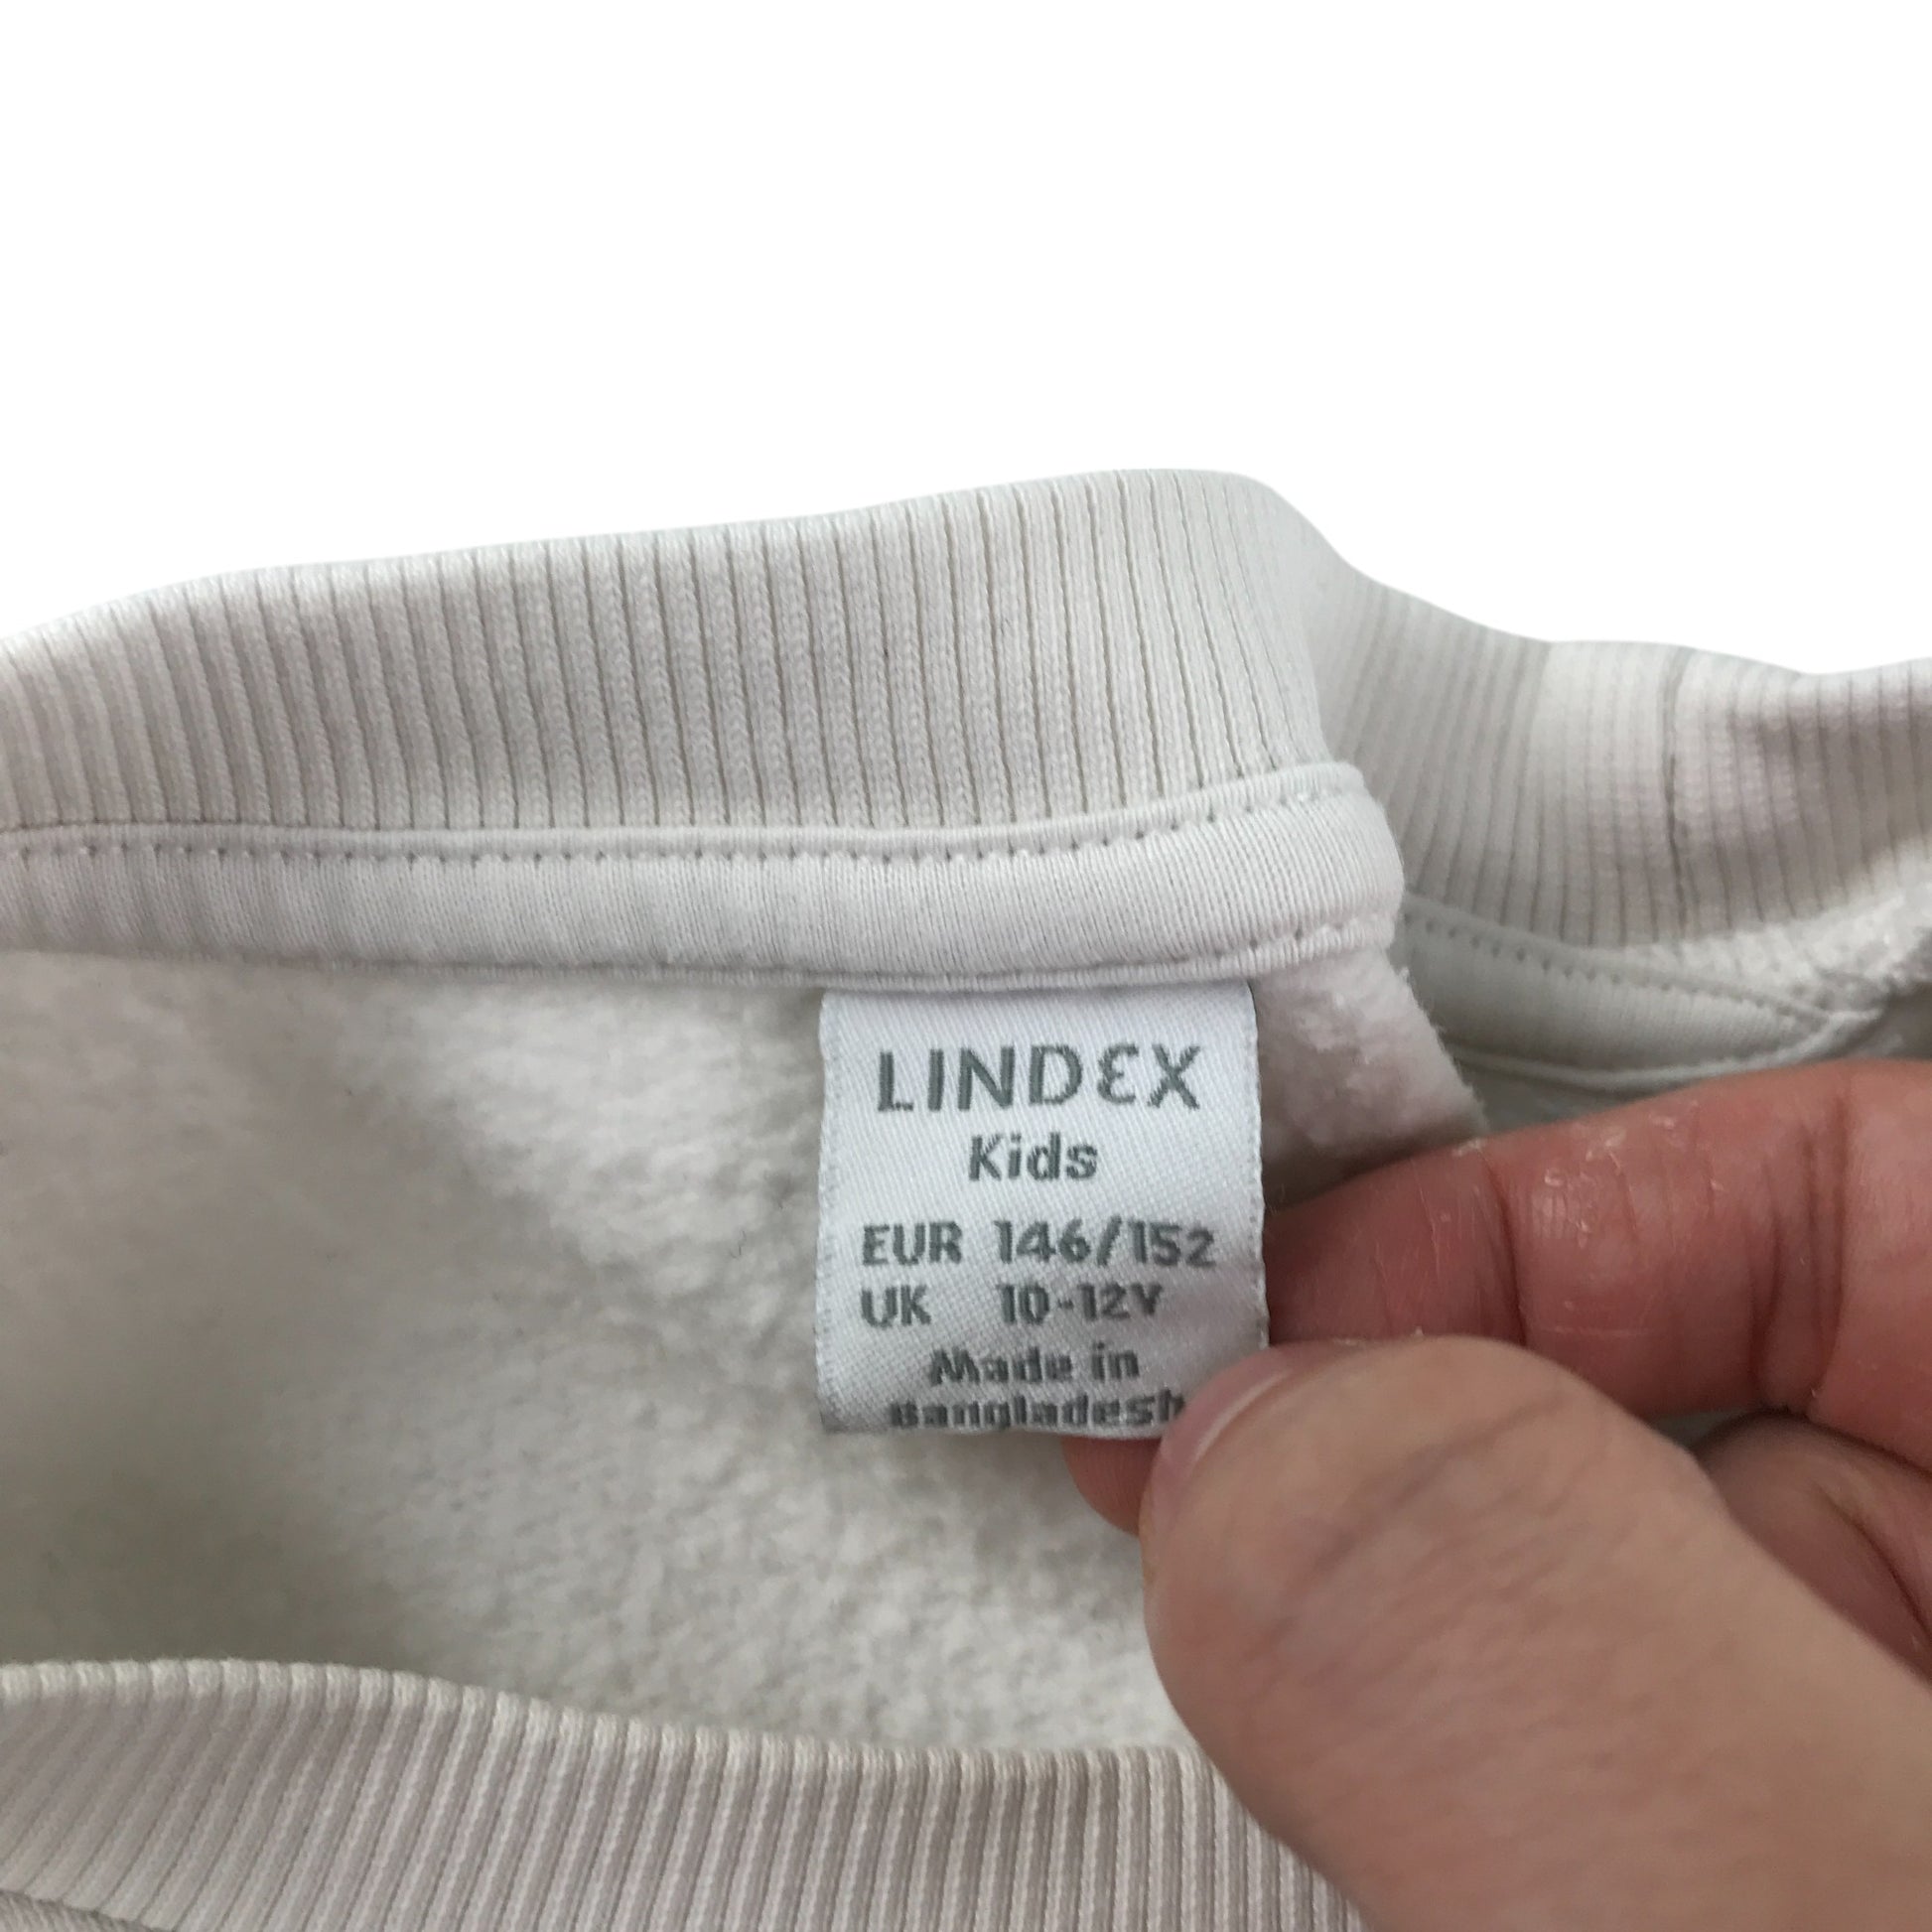 LINDEX
Kids
EUR 146/152
UK 10-12Y
Made in
Bangladesh